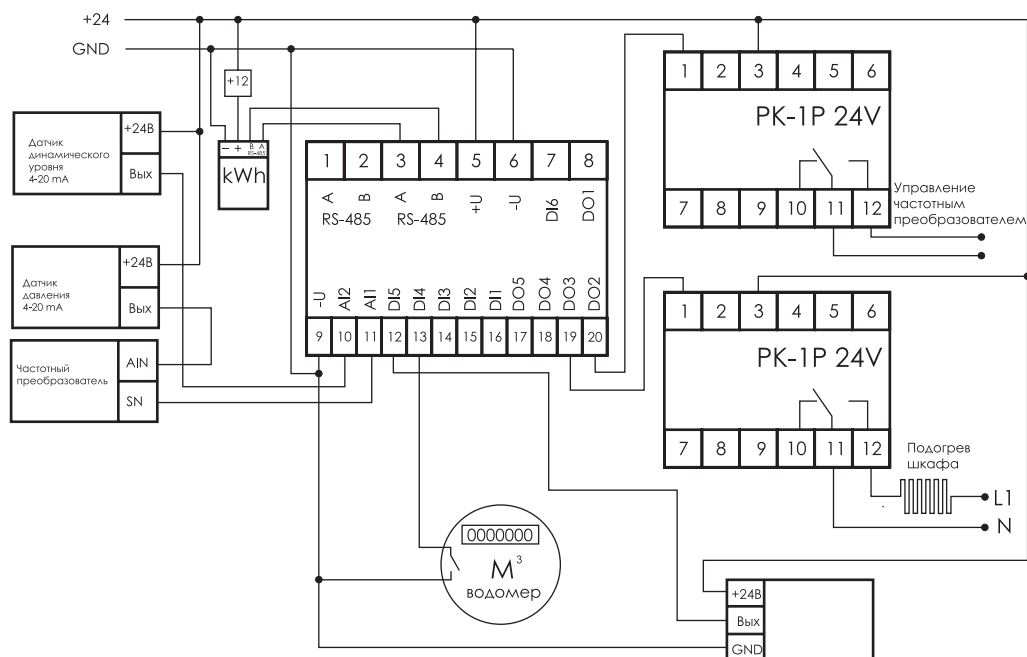 +24
GND
+12
Датчик
динамического
уровня
4-20 mA
+24В
Вых
– + B A
RS-485
kWh
1 2 3 4 5 6 7 8
A B A B +U -U DI6 DO1
RS-485 RS-485
-U AI2 AI1 DI5 DI4 DI3 DI2 DI1 DO5 DO4 DO3 DO2
9 10 11 12 13 14 15 16 17 18 19 20
1 2 3 4 5 6
РК-1Р 24V
7 8 9 10 11 12
Управление
частотным
преобразователем
Датчик
давления
4-20 mA
+24В
Вых
Частотный
преобразователь
AIN
SN
1 2 3 4 5 6
РК-1Р 24V
7 8 9 10 11 12
Подогрев
шкафа
L1
N
0000000
М³
водомер
+24В
Вых
GND